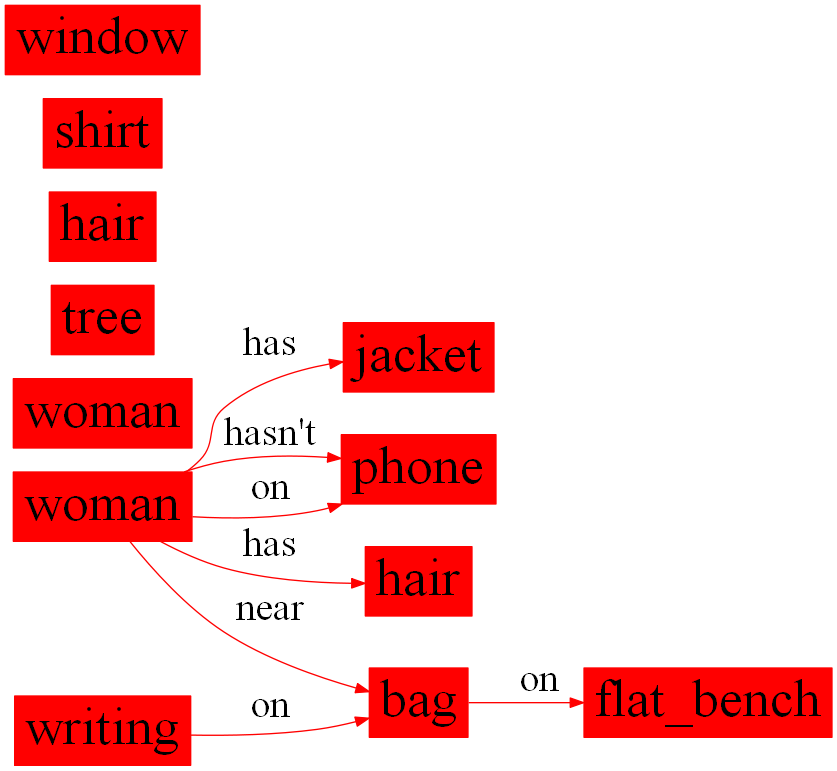 window
shirt
hair
tree
woman
has
jacket
hasn't
phone
woman
on
has
hair
near
writing
on
bag
on
flat_bench